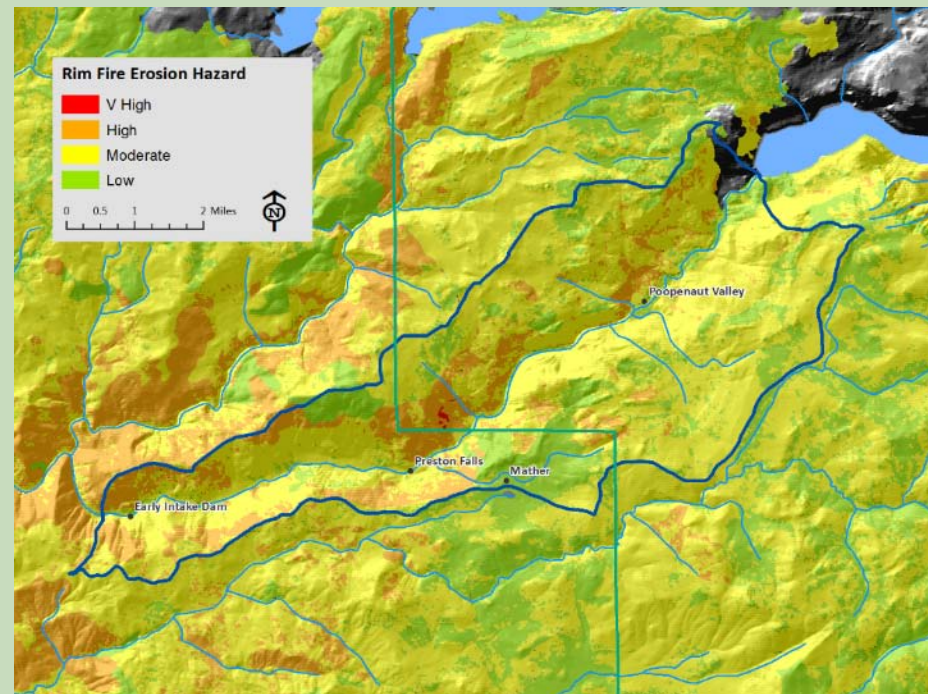 Rim Fire Erosion Hazard
V High
High
Moderate
Low
0 0.5 1 2 Miles
N
Poopenaut Valley
Preston Falls
Mather
Early Intake Dam